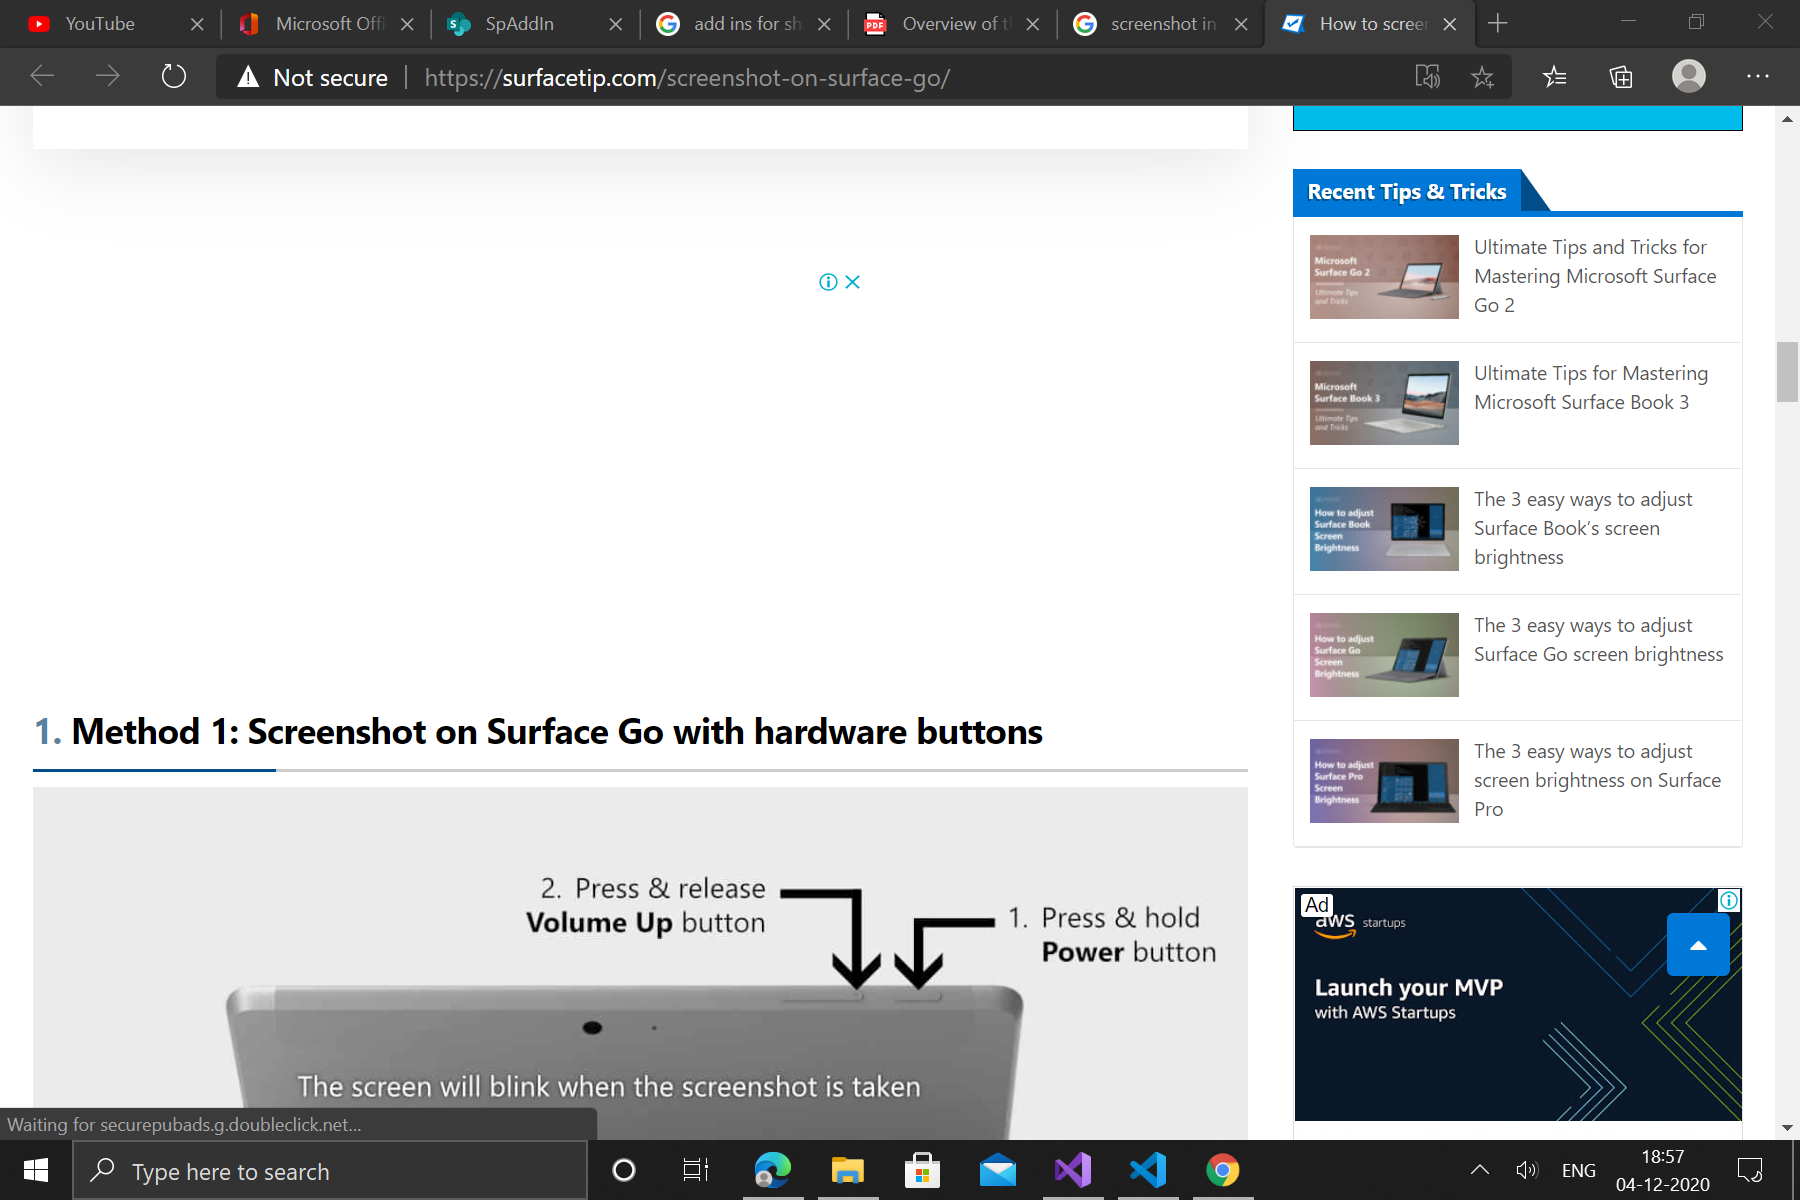 YouTube
Microsoft Offi
SpAddIn
add ins for sha
Overview of th
screenshot in
How to screen
Not secure
https://surfacetip.com/screenshot-on-surface-go/
Recent Tips & Tricks
Microsoft
Surface Go 2
Ultimate Tips
and Tricks
Ultimate Tips and Tricks for
Mastering Microsoft Surface
Go 2
Microsoft
Surface Book 3
Ultimate Tips
and Tricks
Ultimate Tips for Mastering
Microsoft Surface Book 3
How to adjust
Surface Book
Screen
Brightness
The 3 easy ways to adjust
Surface Book’s screen
brightness
How to adjust
Surface Go
Screen
Brightness
The 3 easy ways to adjust
Surface Go screen brightness
How to adjust
Surface Pro
Screen
Brightness
The 3 easy ways to adjust
screen brightness on Surface
Pro
1. Method 1: Screenshot on Surface Go with hardware buttons
2. Press & release
Volume Up button
1. Press & hold
Power button
The screen will blink when the screenshot is taken
Ad
aws startups
Launch your MVP
with AWS Startups
Waiting for securepubads.g.doubleclick.net...
Type here to search
ENG
18:57
04-12-2020